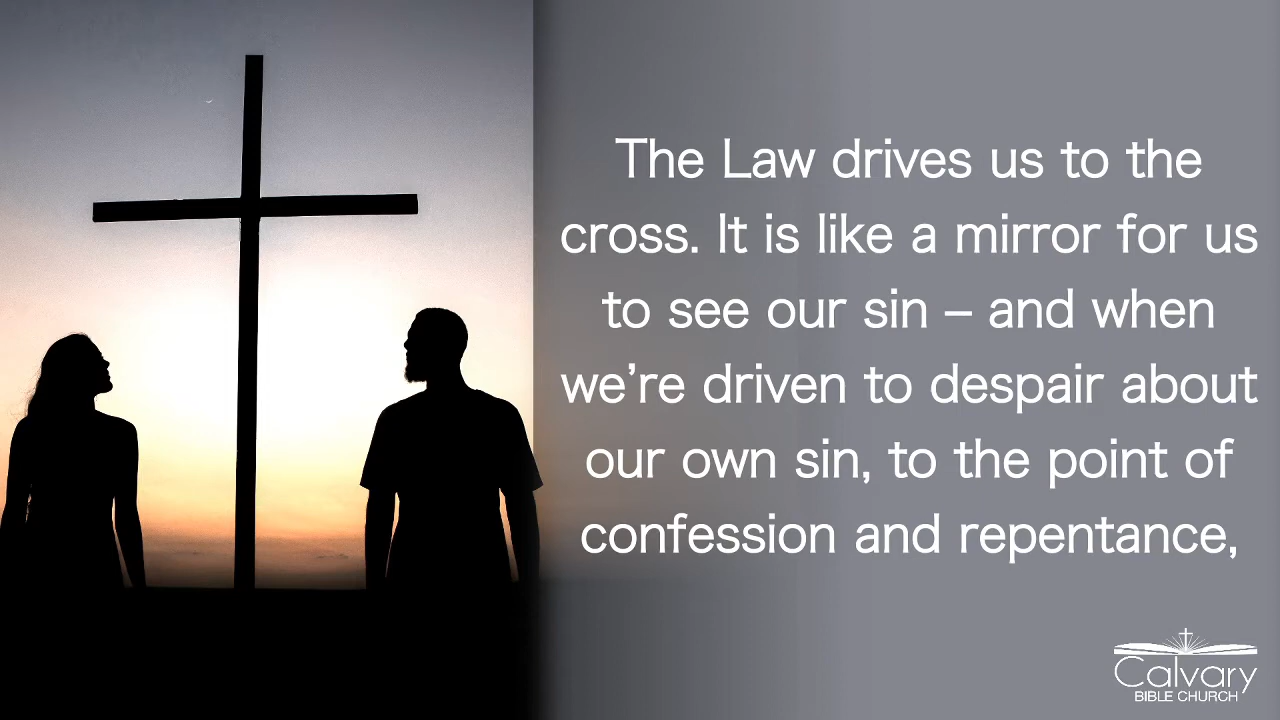 The Law drives us to the
cross. It is like a mirror for us
to see our sin – and when
we’re driven to despair about
our own sin, to the point of
confession and repentance,
Calvary
BIBLE CHURCH